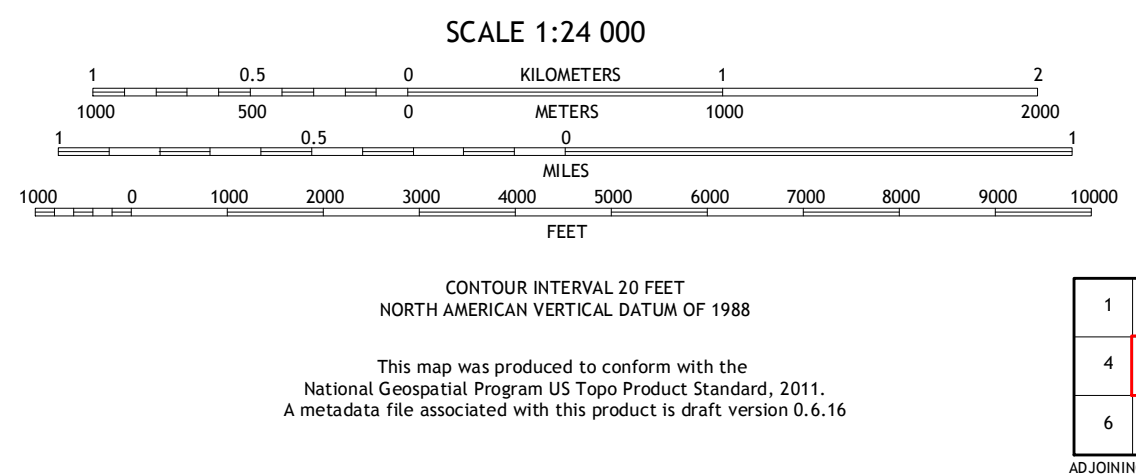 SCALE 1:24 000
1 0.5 0 KILOMETERS 1 2
1000 500 0 METERS 1000 2000
1 0.5 0 1
MILES
1000 0 1000 2000 3000 4000 5000 6000 7000 8000 9000 10000
FEET
CONTOUR INTERVAL 20 FEET
NORTH AMERICAN VERTICAL DATUM OF 1988
This map was produced to conform with the
National Geospatial Program US Topo Product Standard, 2011.
A metadata file associated with this product is draft version 0.6.16
1
4
6
ADJOININ